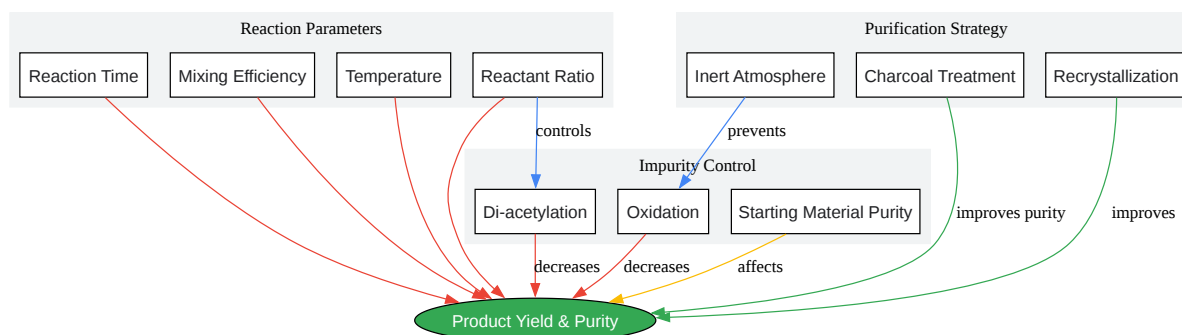 Reaction Parameters
Purification Strategy
Reaction Time
Mixing Efficiency
Temperature
Reactant Ratio
Inert Atmosphere
Charcoal Treatment
Recrystallization
controls
prevents
Impurity Control
Di-acetylation
Oxidation
Starting Material Purity
improves purity
improves
decreases
decreases
affects
Product Yield & Purity